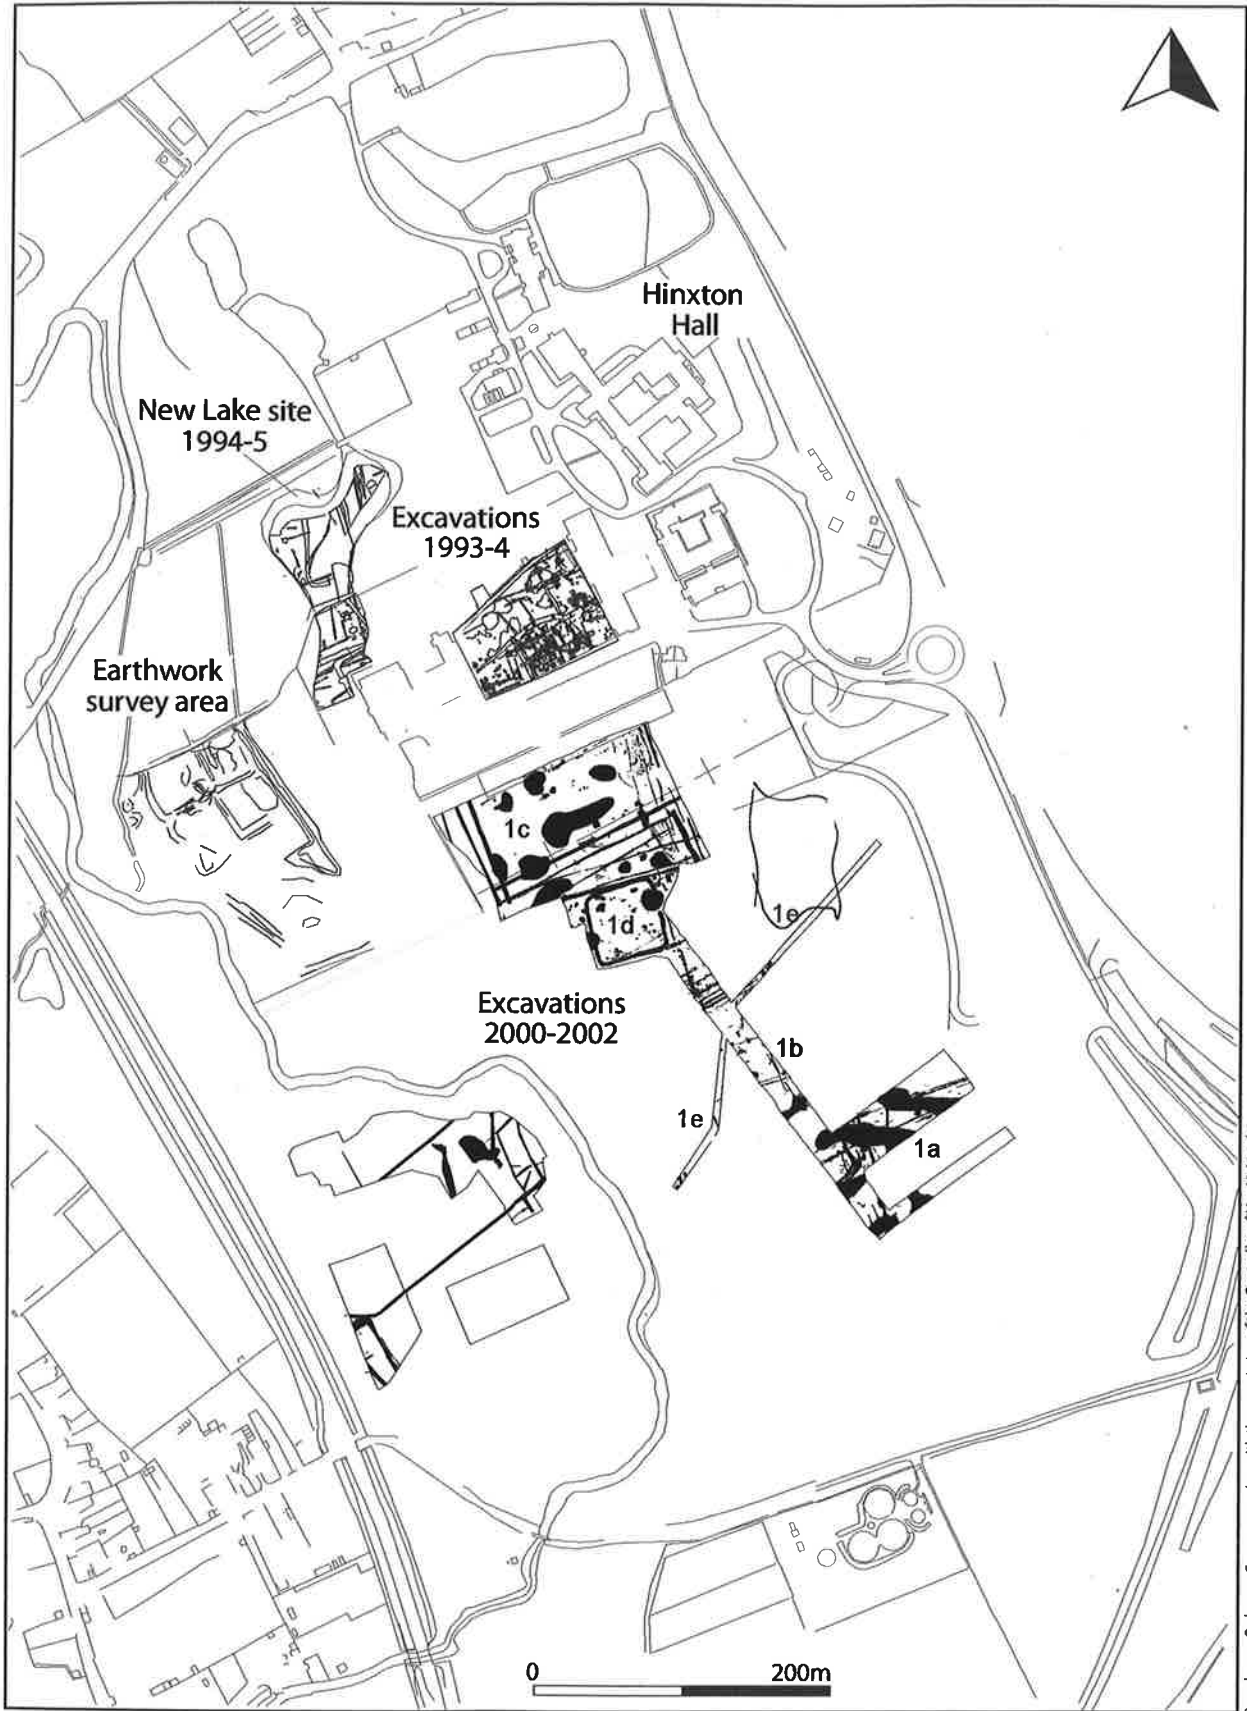 Hinxton
Hall
New Lake site
1994-5
Excavations
1993-4
Earthwork
survey area
1c
1d
1e
Excavations
2000-2002
1b
1e
1a
0 200m